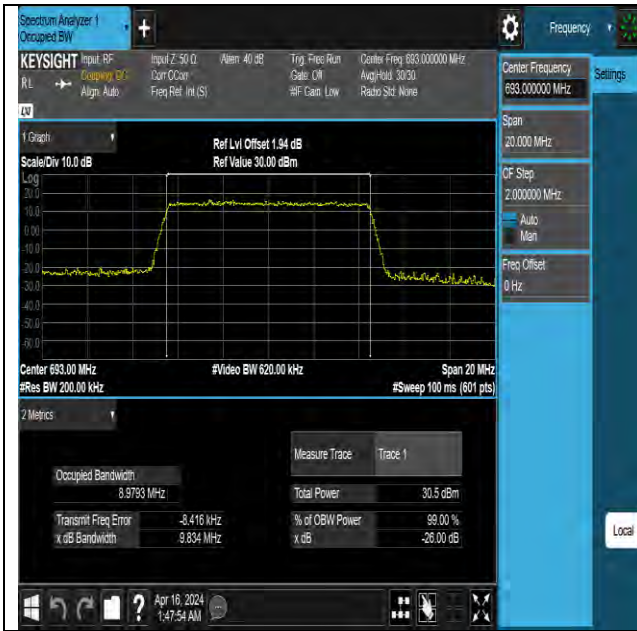 Spectrum Analyzer 1
Occupied BW
Frequency
KEYSIGHT
Input: RF
Coupling: DC
Align: Auto
Input Z: 50 Ω
Corr CCorr
Freq Ref: Int (S)
Atten: 40 dB
Trig: Free Run
Gate: Off
#IF Gain: Low
Center Freq: 693.000000 MHz
Avg|Hold: 30/30
Radio Std: None
RL
LXI
Center Frequency
693.000000 MHz
Settings
Span
20.000 MHz
CF Step
2.000000 MHz
Auto
Man
Freq Offset
0 Hz
1 Graph
Scale/Div 10.0 dB
Ref Lvl Offset 1.94 dB
Ref Value 30.00 dBm
Log
20.0
10.0
0.00
-10.0
-20.0
-30.0
-40.0
-50.0
-60.0
Center 693.00 MHz
#Video BW 620.00 kHz
Span 20 MHz
#Res BW 200.00 kHz
#Sweep 100 ms (601 pts)
2 Metrics
Measure Trace
Trace 1
Occupied Bandwidth
8.9793 MHz
Total Power
30.5 dBm
Transmit Freq Error
-8.416 kHz
% of OBW Power
99.00 %
x dB Bandwidth
9.834 MHz
x dB
-26.00 dB
Local
Apr 16, 2024
1:47:54 AM